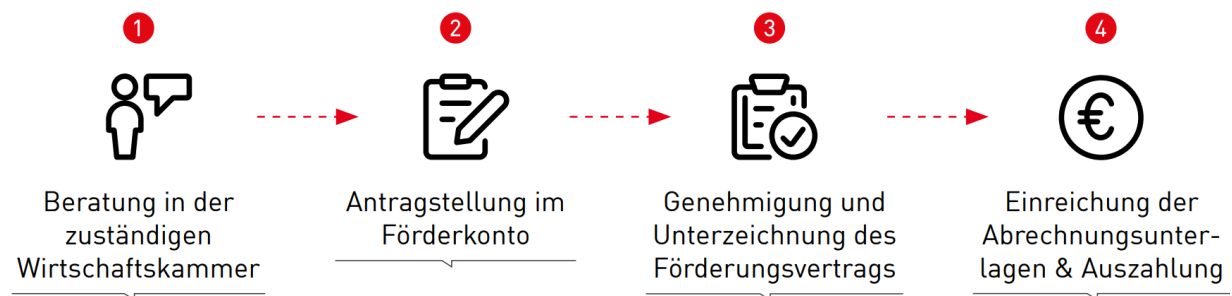 1
Beratung in der
zuständigen
Wirtschaftskammer
2
Antragstellung im
Förderkonto
3
Genehmigung und
Unterzeichnung des
Förderungsvertrags
4
€
Einreichung der
Abrechnungsunter-
lagen & Auszahlung